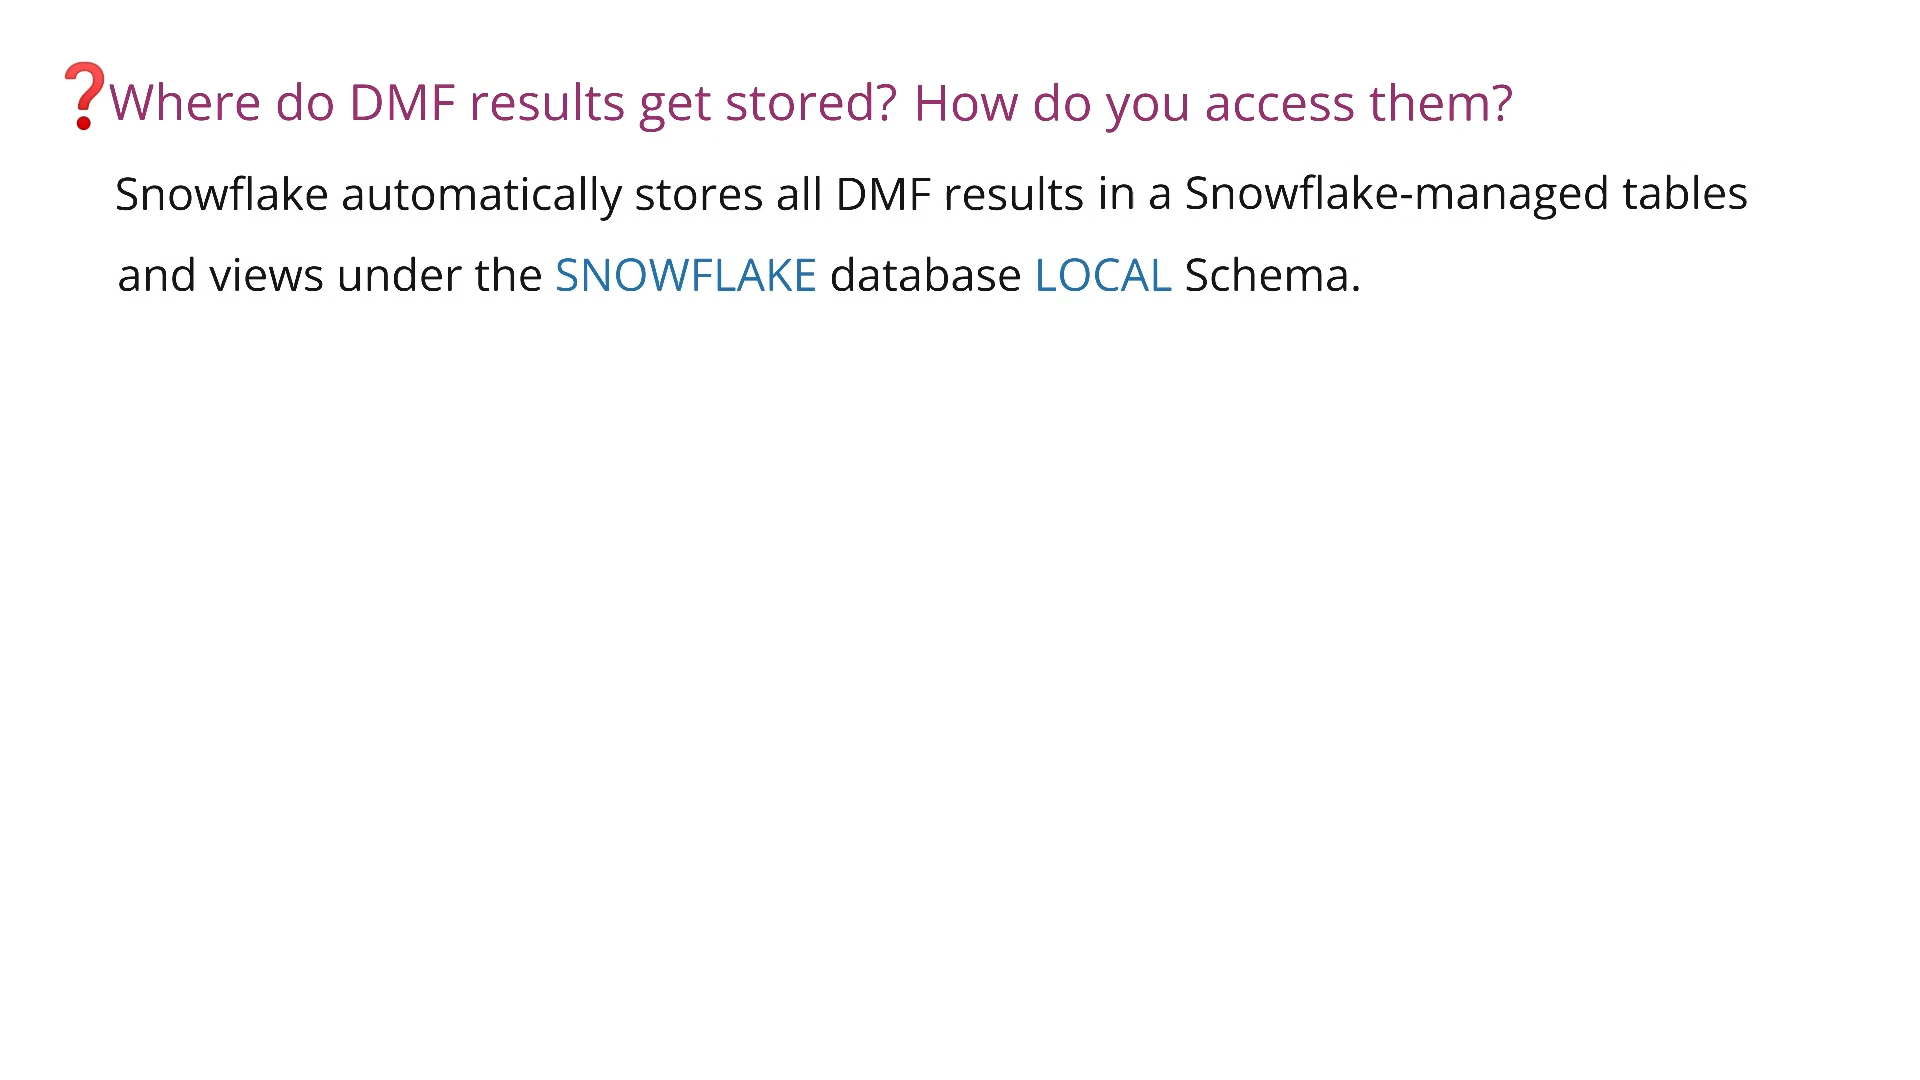 ❓Where do DMF results get stored? How do you access them?
Snowflake automatically stores all DMF results in a Snowflake-managed tables
and views under the SNOWFLAKE database LOCAL Schema.